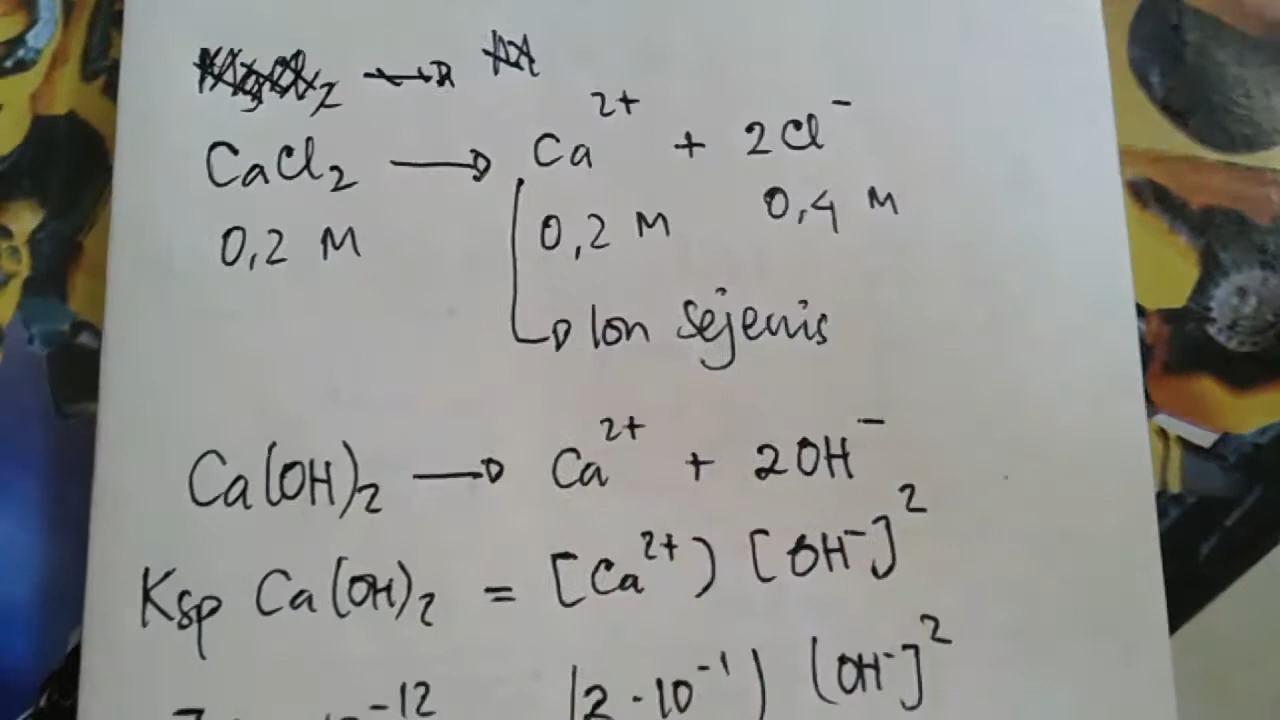 CaCl₂ → Ca²⁺ + 2Cl⁻
0,2 M 0,2 M 0,4 M
↳ Ion sejenis
Ca(OH)₂ → Ca²⁺ + 2OH⁻
Ksp Ca(OH)₂ = [Ca²⁺) [OH⁻]²
⁻¹² (2 · 10⁻¹) (OH⁻]²